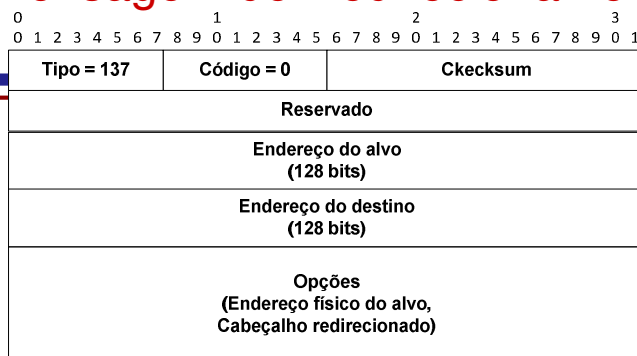 0 1 2 3
0 1 2 3 4 5 6 7 8 9 0 1 2 3 4 5 6 7 8 9 0 1 2 3 4 5 6 7 8 9 0 1
Tipo = 137 Código = 0 Ckecksum
Reservado
Endereço do alvo
(128 bits)
Endereço do destino
(128 bits)
Opções
(Endereço físico do alvo,
Cabeçalho redirecionado)